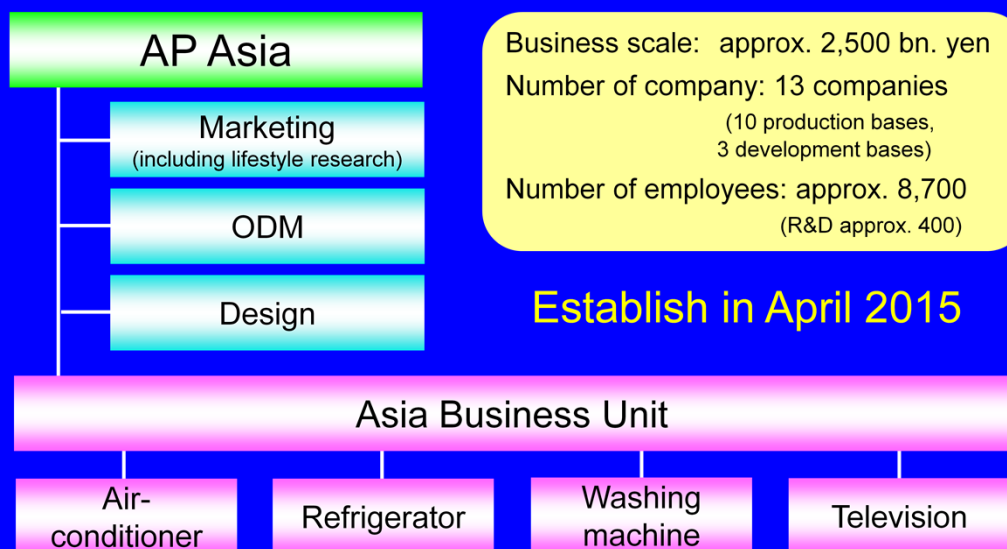 AP Asia
Marketing
(including lifestyle research)
ODM
Design
Business scale: approx. 2,500 bn. yen
Number of company: 13 companies
(10 production bases,
3 development bases)
Number of employees: approx. 8,700
(R&D approx. 400)
Establish in April 2015
Asia Business Unit
Air-
conditioner
Refrigerator
Washing
machine
Television